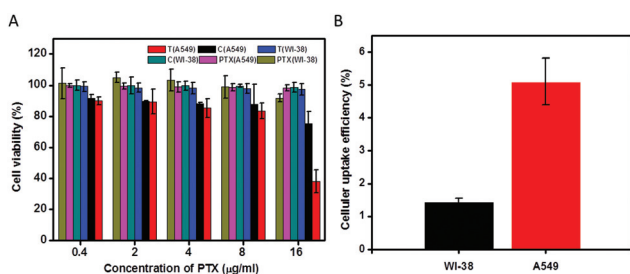 A
T(A549) C(A549) T(WI-38)
C(WI-38) PTX(A549) PTX(WI-38)
120
100
80
60
40
20
0
Cell viability (%)
0.4 2 4 8 16
Concentration of PTX (μg/ml)
B
6
5
4
3
2
1
0
Celluler uptake efficiency (%)
WI-38 A549